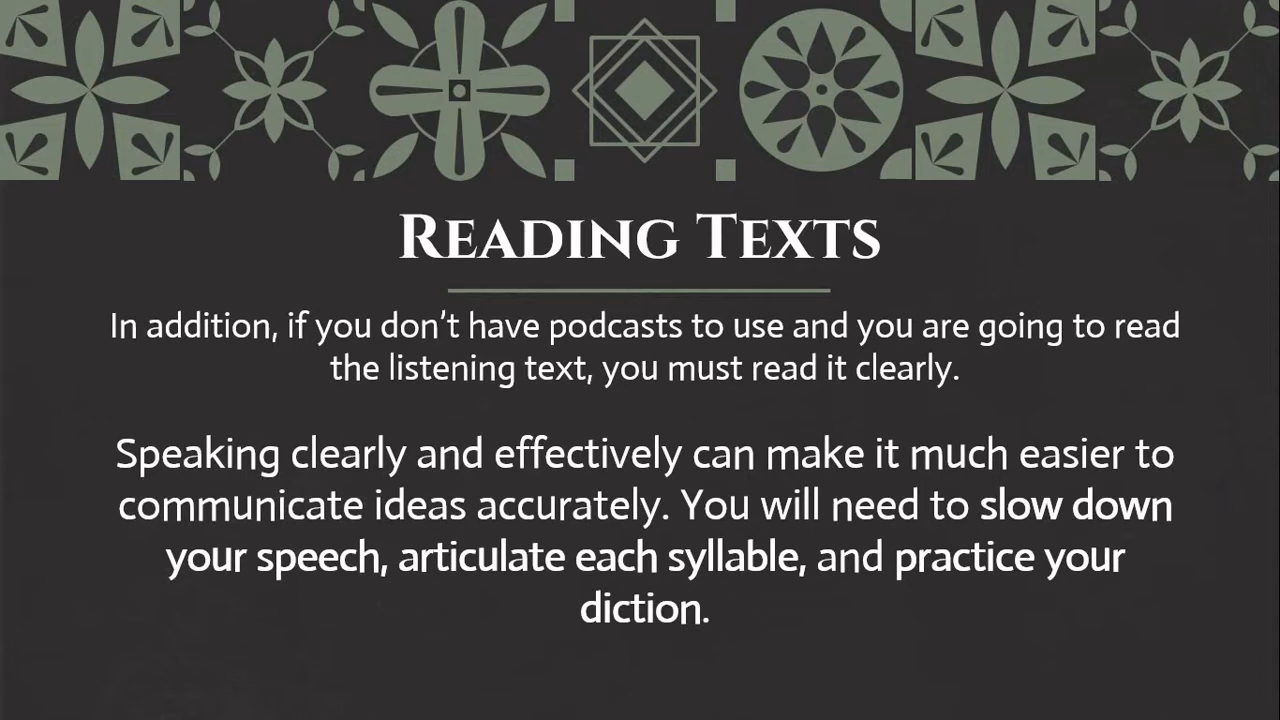 Reading Texts
In addition, if you don't have podcasts to use and you are going to read
the listening text, you must read it clearly.
Speaking clearly and effectively can make it much easier to
communicate ideas accurately. You will need to slow down
your speech, articulate each syllable, and practice your
diction.